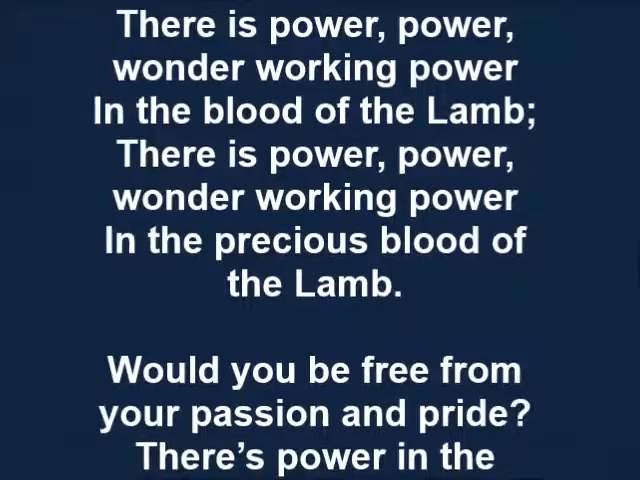 There is power, power,
wonder working power
In the blood of the Lamb;
There is power, power,
wonder working power
In the precious blood of
the Lamb.
Would you be free from
your passion and pride?
There’s power in the